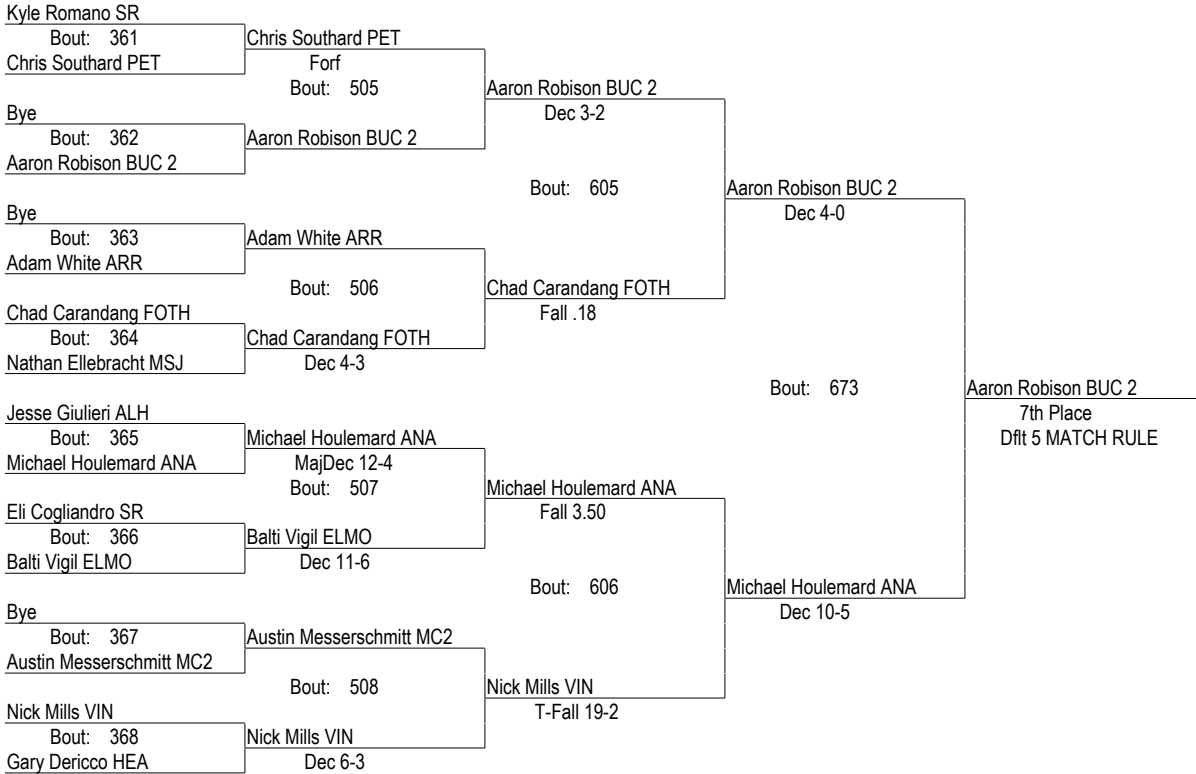 Kyle Romano SR
Bout: 361
Chris Southard PET
Chris Southard PET
Forf
Bout: 505
Bye
Bout: 362
Aaron Robison BUC 2
Aaron Robison BUC 2
Aaron Robison BUC 2
Dec 3-2
Bout: 605
Bye
Bout: 363
Adam White ARR
Adam White ARR
Bout: 506
Chad Carandang FOTH
Bout: 364
Nathan Ellebracht MSJ
Chad Carandang FOTH
Dec 4-3
Chad Carandang FOTH
Fall .18
Aaron Robison BUC 2
Dec 4-0
Bout: 673
Aaron Robison BUC 2
7th Place
Dflt 5 MATCH RULE
Jesse Giulieri ALH
Bout: 365
Michael Houlemard ANA
Michael Houlemard ANA
MajDec 12-4
Bout: 507
Eli Cogliandro SR
Bout: 366
Balti Vigil ELMO
Balti Vigil ELMO
Dec 11-6
Michael Houlemard ANA
Fall 3.50
Bout: 606
Michael Houlemard ANA
Dec 10-5
Bye
Bout: 367
Austin Messerschmitt MC2
Austin Messerschmitt MC2
Bout: 508
Nick Mills VIN
Bout: 368
Gary Dericco HEA
Nick Mills VIN
Dec 6-3
Nick Mills VIN
T-Fall 19-2